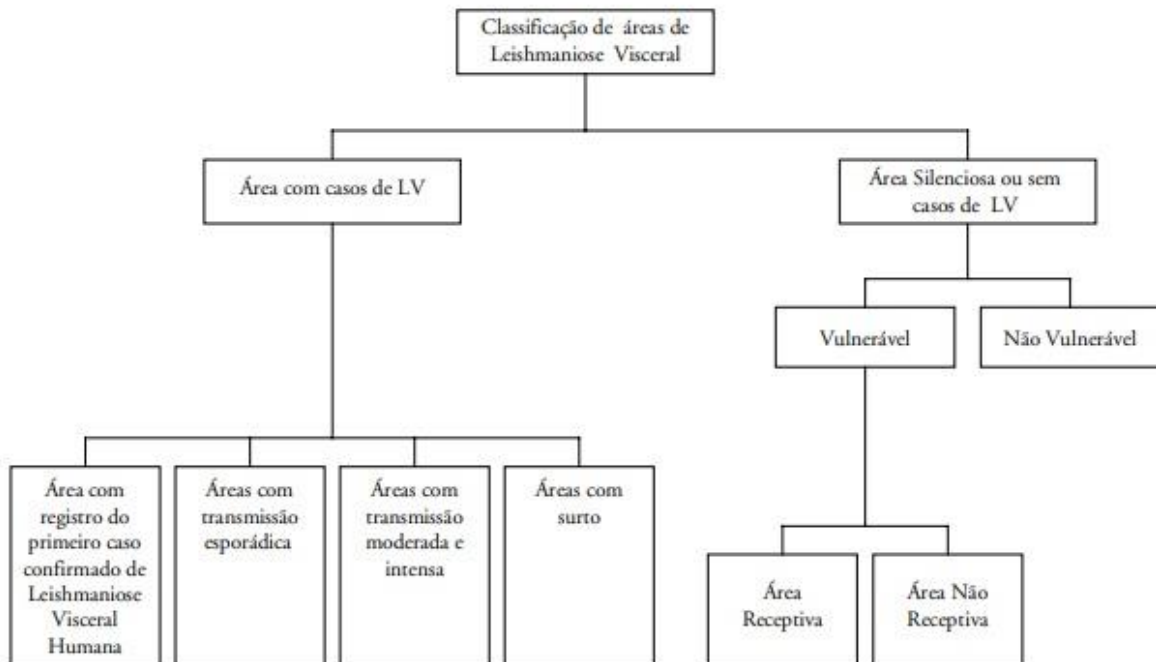 Classificação de áreas de
Leishmaniose Visceral
Área com casos de LV
Área Silenciosa ou sem
casos de LV
Vulnerável
Não Vulnerável
Área com
registro do
primeiro caso
confirmado de
Leishmaniose
Visceral
Humana
Áreas com
transmissão
esporádica
Áreas com
transmissão
moderada e
intensa
Áreas com
surto
Área
Receptiva
Área Não
Receptiva